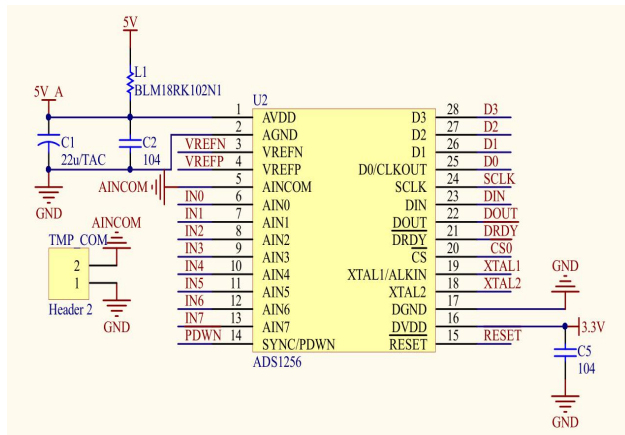 5V
L1
BLM18RK102N1
5V_A
C1
22u/TAC
C2
104
GND
U2
1 AVDD D3 28 D3
2 AGND D2 27 D2
VREFN 3 VREFN D1 26 D1
VREFP 4 VREFP D0/CLKOUT 25 D0
AINCOM 5 AINCOM SCLK 24 SCLK
IN0 6 AIN0 DIN 23 DIN
IN1 7 AIN1 DOUT 22 DOUT
IN2 8 AIN2 DRDY 21 DRDY
IN3 9 AIN3 CS 20 CS0
IN4 10 AIN4 XTAL1/ALKIN 19 XTAL1
IN5 11 AIN5 XTAL2 18 XTAL2
IN6 12 AIN6 DGND 17
IN7 13 AIN7 DVDD 16
PDWN 14 SYNC/PDWN RESET 15 RESET
ADS1256
AINCOM
TMP_COM
2
1
Header 2
GND
GND
3.3V
C5
104
GND